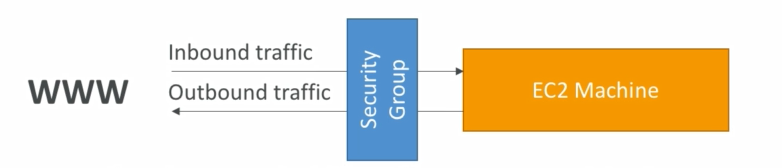 WWW
Inbound traffic
Outbound traffic
Security
Group
EC2 Machine